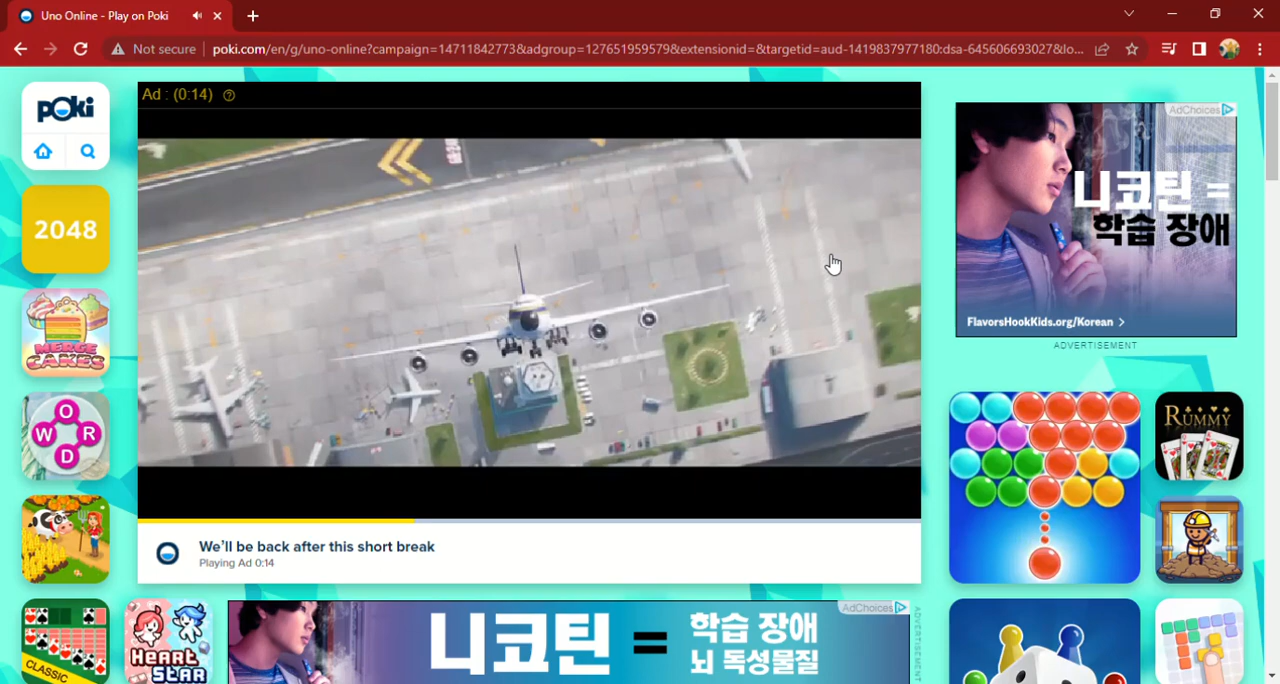 Uno Online - Play on Poki
Not secure
poki.com/en/g/uno-online?campaign=14711842773&adgroup=127651959579&extensionid=&targetid=aud-1419837977180:dsa-645606693027&lo...
poki
Ad : (0:14)
2048
MERGE
CAKES
O
W R
D
CLASSIC
HEART
STAR
We'll be back after this short break
Playing Ad 0:14
AdChoices
니코틴 =
학습 장애
FlavorsHookKids.org/Korean >
ADVERTISEMENT
RUMMY
AdChoices
니코틴 = 학습 장애
뇌 독성물질
ADVERTISEMENT